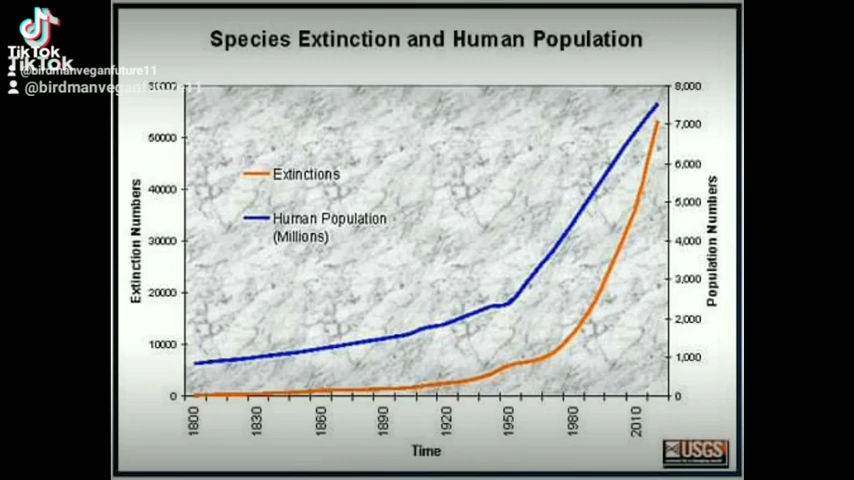 TikTok
TikTok
@birdmanveganfuture11
@birdmanvegan
Species Extinction and Human Population
60000
50000
40000
30000
20000
10000
0
Extinction Numbers
Extinctions
Human Population
(Millions)
8,000
7,000
6,000
5,000
4,000
3,000
2,000
1,000
0
Population Numbers
1800
1830
1860
1890
1920
1950
1980
2010
Time
USGS